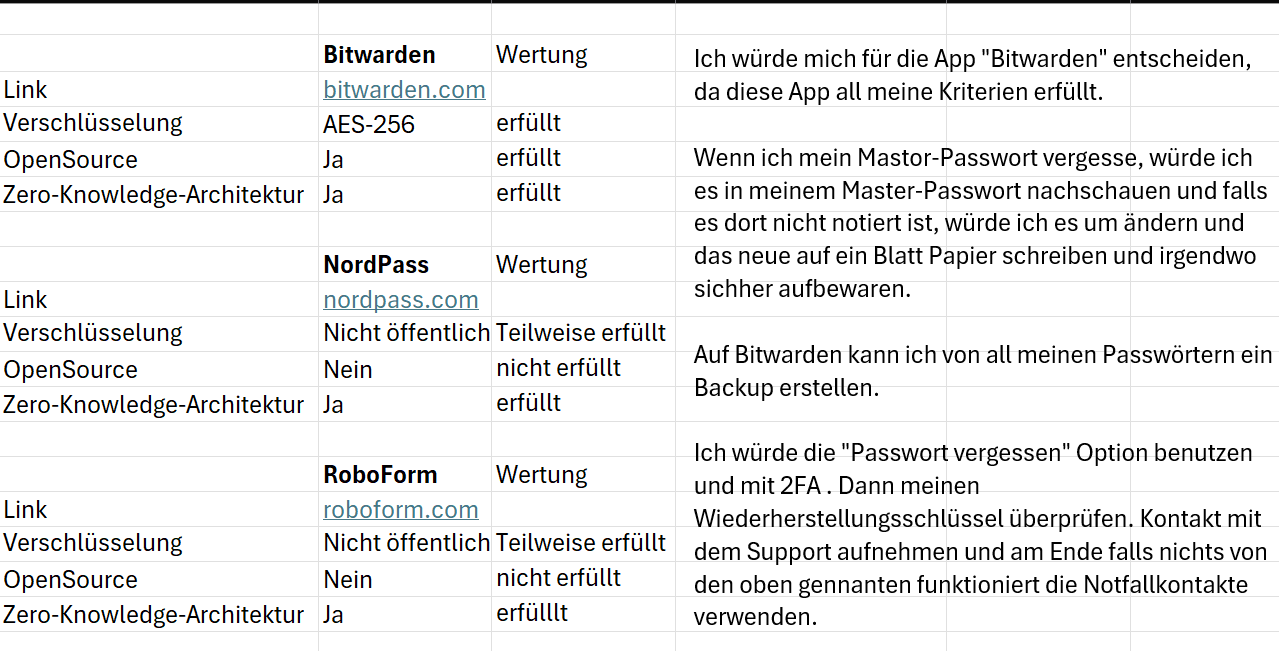 Bitwarden Wertung
Link bitwarden.com
Verschlüsselung AES-256 erfüllt
OpenSource Ja erfüllt
Zero-Knowledge-Architektur Ja erfüllt
NordPass Wertung
Link nordpass.com
Verschlüsselung Nicht öffentlich Teilweise erfüllt
OpenSource Nein nicht erfüllt
Zero-Knowledge-Architektur Ja erfüllt
RoboForm Wertung
Link roboform.com
Verschlüsselung Nicht öffentlich Teilweise erfüllt
OpenSource Nein nicht erfüllt
Zero-Knowledge-Architektur Ja erfülllt
Ich würde mich für die App "Bitwarden" entscheiden,
da diese App all meine Kriterien erfüllt.
Wenn ich mein Mastor-Passwort vergesse, würde ich
es in meinem Master-Passwort nachschauen und falls
es dort nicht notiert ist, würde ich es um ändern und
das neue auf ein Blatt Papier schreiben und irgendwo
sichher aufbewaren.
Auf Bitwarden kann ich von all meinen Passwörtern ein
Backup erstellen.
Ich würde die "Passwort vergessen" Option benutzen
und mit 2FA . Dann meinen
Wiederherstellungsschlüssel überprüfen. Kontakt mit
dem Support aufnehmen und am Ende falls nichts von
den oben gennanten funktioniert die Notfallkontakte
verwenden.